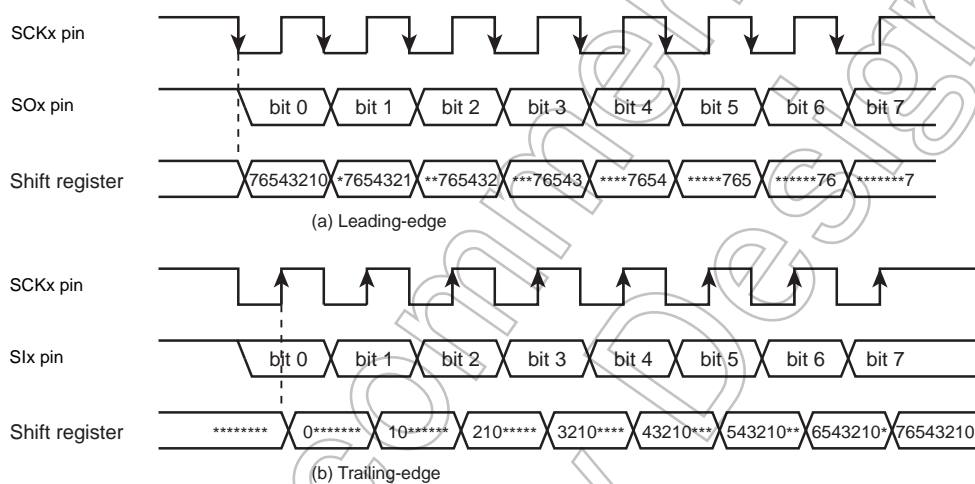 SCKx pin
SOx pin bit 0 bit 1 bit 2 bit 3 bit 4 bit 5 bit 6 bit 7
Shift register 76543210 *7654321 **765432 ***76543 ****7654 *****765 ******76 *******7
(a) Leading-edge
SCKx pin
SIx pin bit 0 bit 1 bit 2 bit 3 bit 4 bit 5 bit 6 bit 7
Shift register ******** 0******* 10****** 210***** 3210**** 43210*** 543210** 6543210* 76543210
(b) Trailing-edge